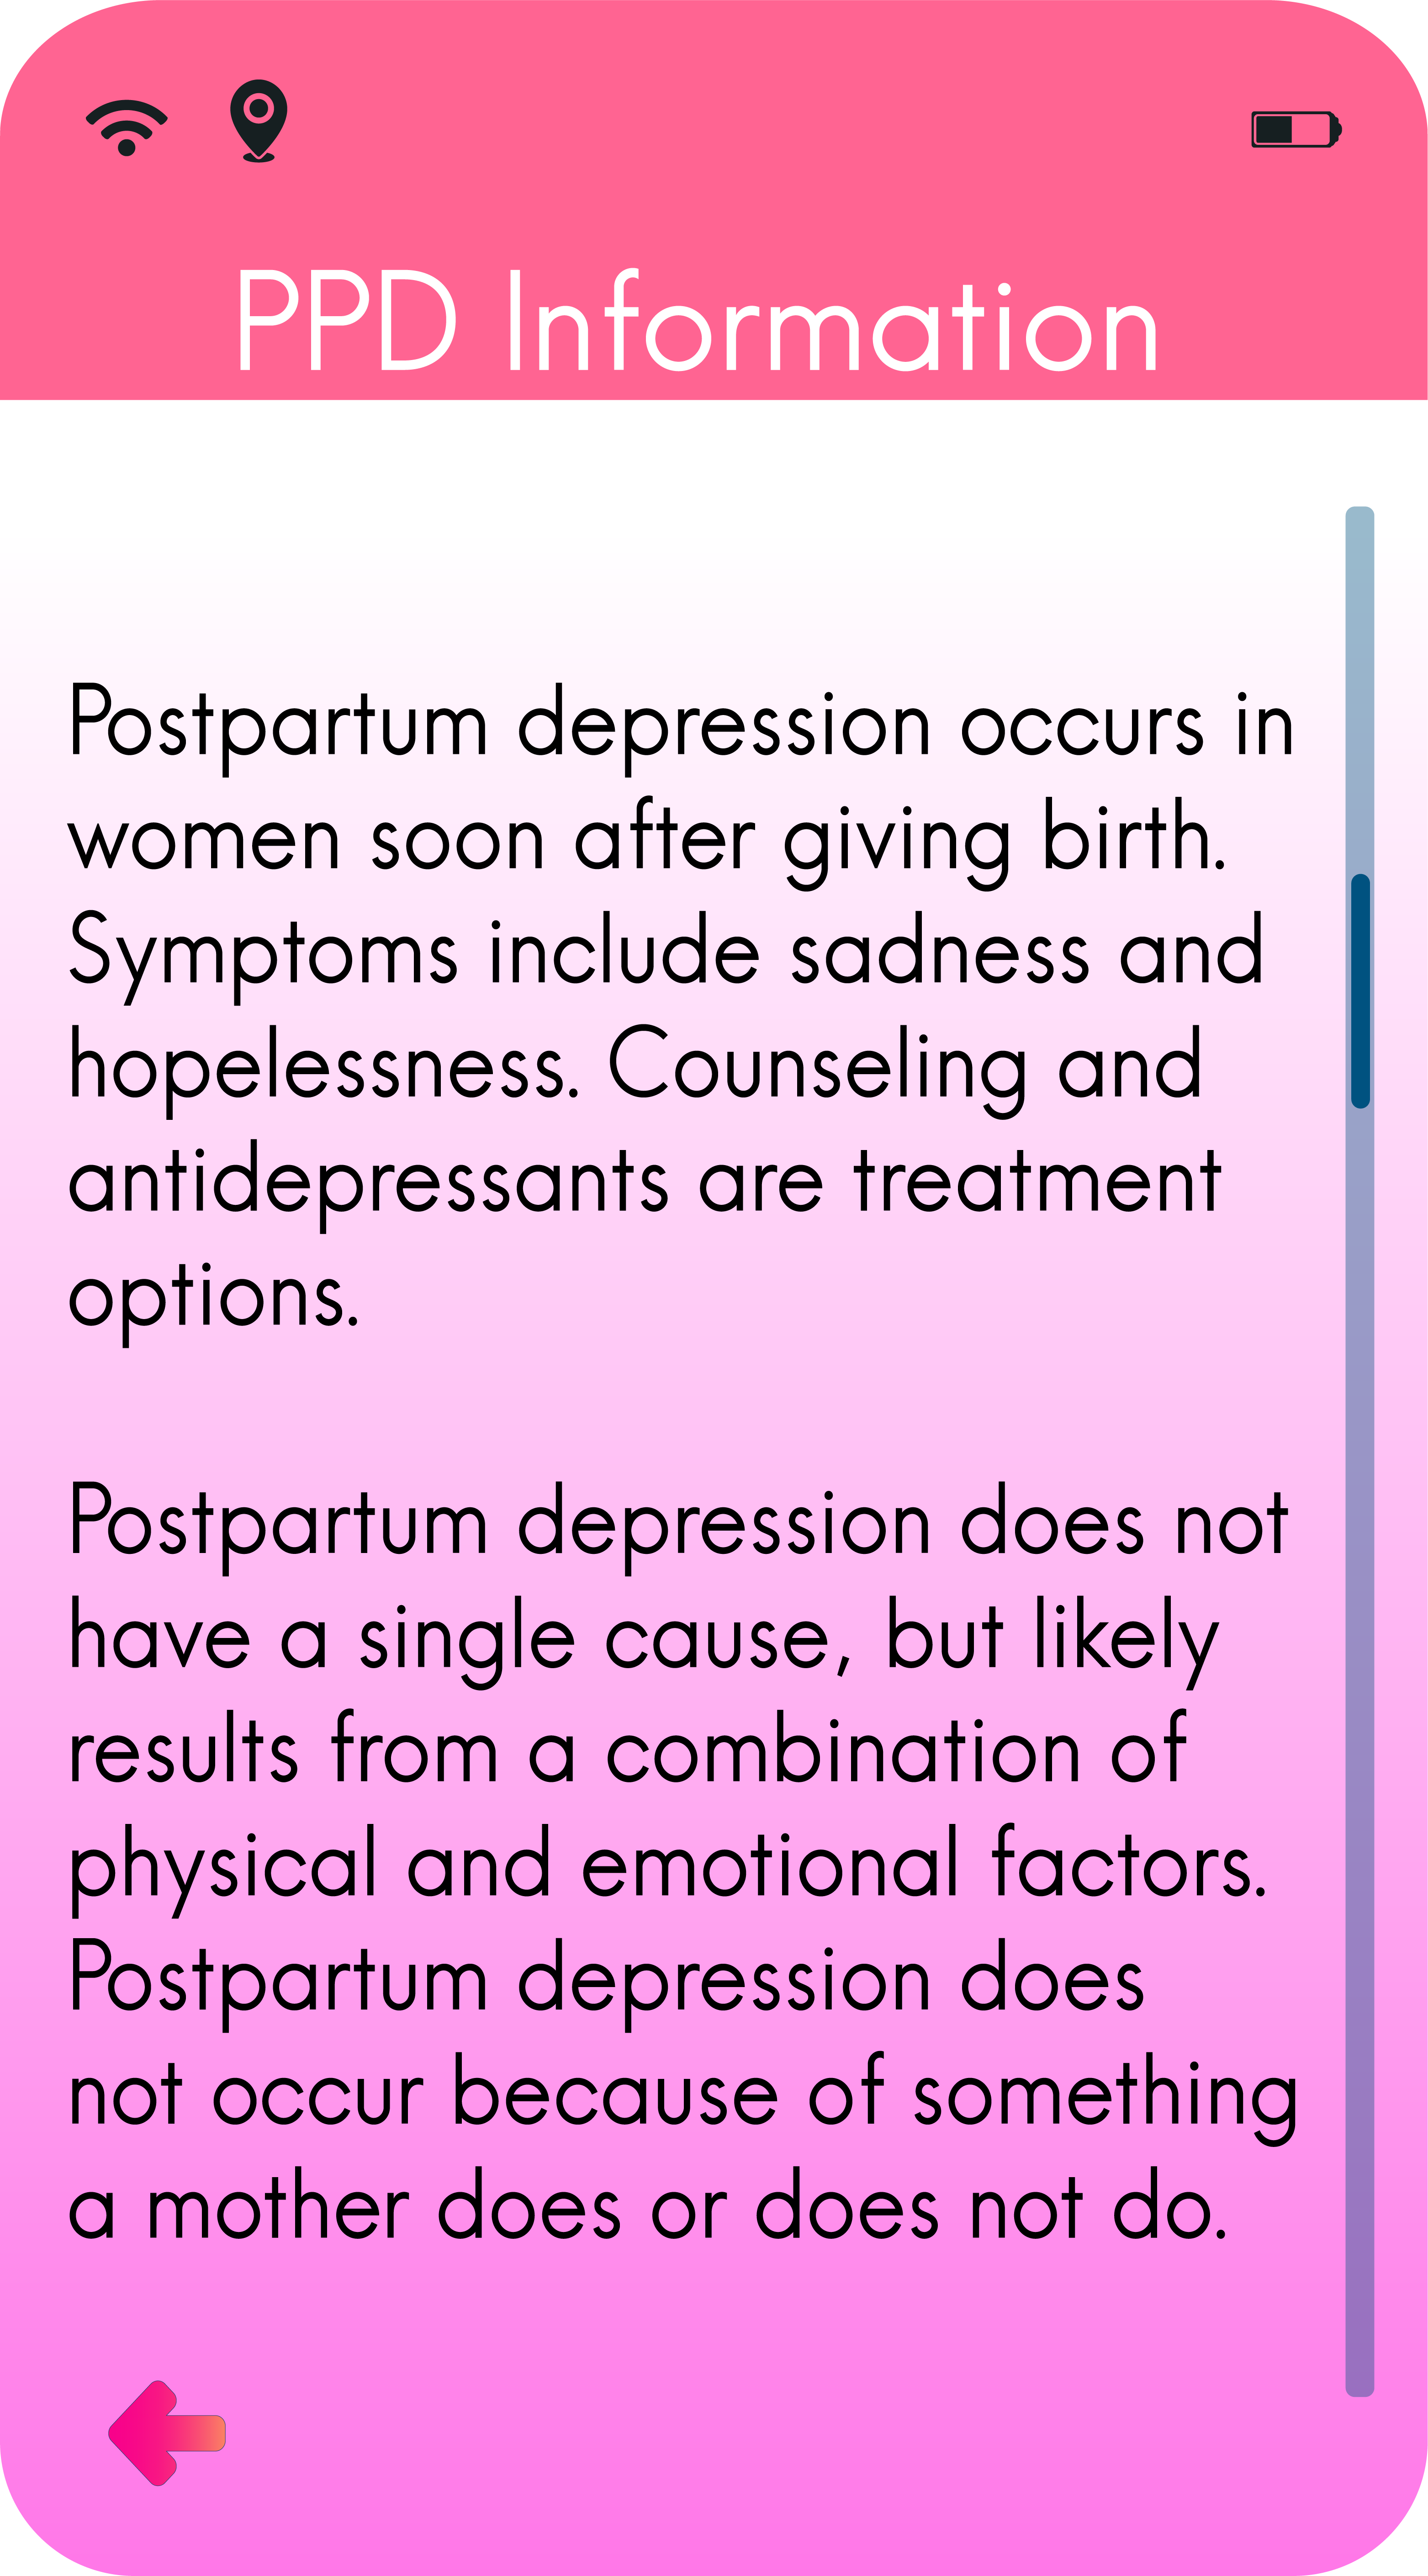 PPD Information
Postpartum depression occurs in
women soon after giving birth.
Symptoms include sadness and
hopelessness. Counseling and
antidepressants are treatment
options.
Postpartum depression does not
have a single cause, but likely
results from a combination of
physical and emotional factors.
Postpartum depression does
not occur because of something
a mother does or does not do.